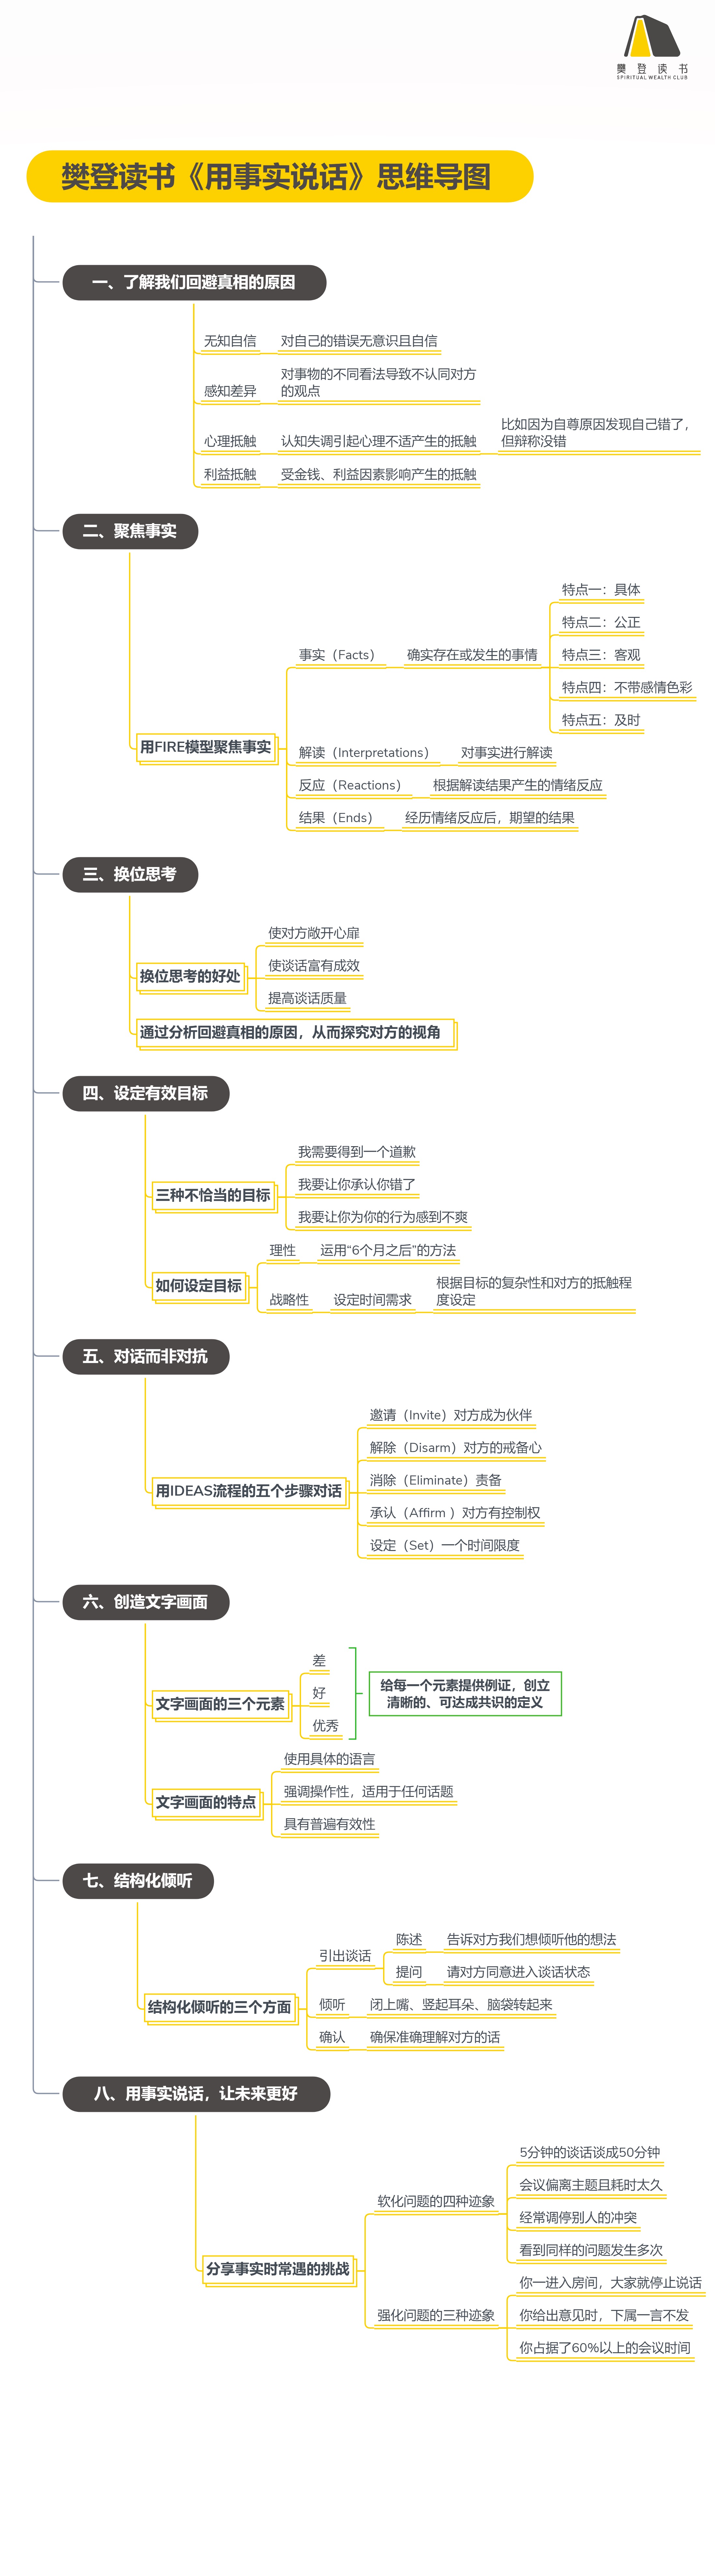 樊登读书
SPIRITUAL WEALTH CLUB
樊登读书《用事实说话》思维导图
一、了解我们回避真相的原因
无知自信
对自己的错误无意识且自信
感知差异
对事物的不同看法导致不认同对方
的观点
心理抵触
认知失调引起心理不适产生的抵触
比如因为自尊原因发现自己错了，
但辩称没错
利益抵触
受金钱、利益因素影响产生的抵触
二、聚焦事实
用FIRE模型聚焦事实
事实（Facts）
确实存在或发生的事情
特点一：具体
特点二：公正
特点三：客观
特点四：不带感情色彩
特点五：及时
解读（Interpretations）
对事实进行解读
反应（Reactions）
根据解读结果产生的情绪反应
结果（Ends）
经历情绪反应后，期望的结果
三、换位思考
换位思考的好处
使对方敞开心扉
使谈话富有成效
提高谈话质量
通过分析回避真相的原因，从而探究对方的视角
四、设定有效目标
三种不恰当的目标
我需要得到一个道歉
我要让你承认你错了
我要让你为你的行为感到不爽
如何设定目标
理性
运用“6个月之后”的方法
战略性
设定时间需求
根据目标的复杂性和对方的抵触程
度设定
五、对话而非对抗
用IDEAS流程的五个步骤对话
邀请（Invite）对方成为伙伴
解除（Disarm）对方的戒备心
消除（Eliminate）责备
承认（Affirm ）对方有控制权
设定（Set）一个时间限度
六、创造文字画面
文字画面的三个元素
差
好
优秀
给每一个元素提供例证，创立
清晰的、可达成共识的定义
文字画面的特点
使用具体的语言
强调操作性，适用于任何话题
具有普遍有效性
七、结构化倾听
结构化倾听的三个方面
引出谈话
陈述
告诉对方我们想倾听他的想法
提问
请对方同意进入谈话状态
倾听
闭上嘴、竖起耳朵、脑袋转起来
确认
确保准确理解对方的话
八、用事实说话，让未来更好
分享事实时常遇的挑战
软化问题的四种迹象
5分钟的谈话谈成50分钟
会议偏离主题且耗时太久
经常调停别人的冲突
看到同样的问题发生多次
强化问题的三种迹象
你一进入房间，大家就停止说话
你给出意见时，下属一言不发
你占据了60%以上的会议时间